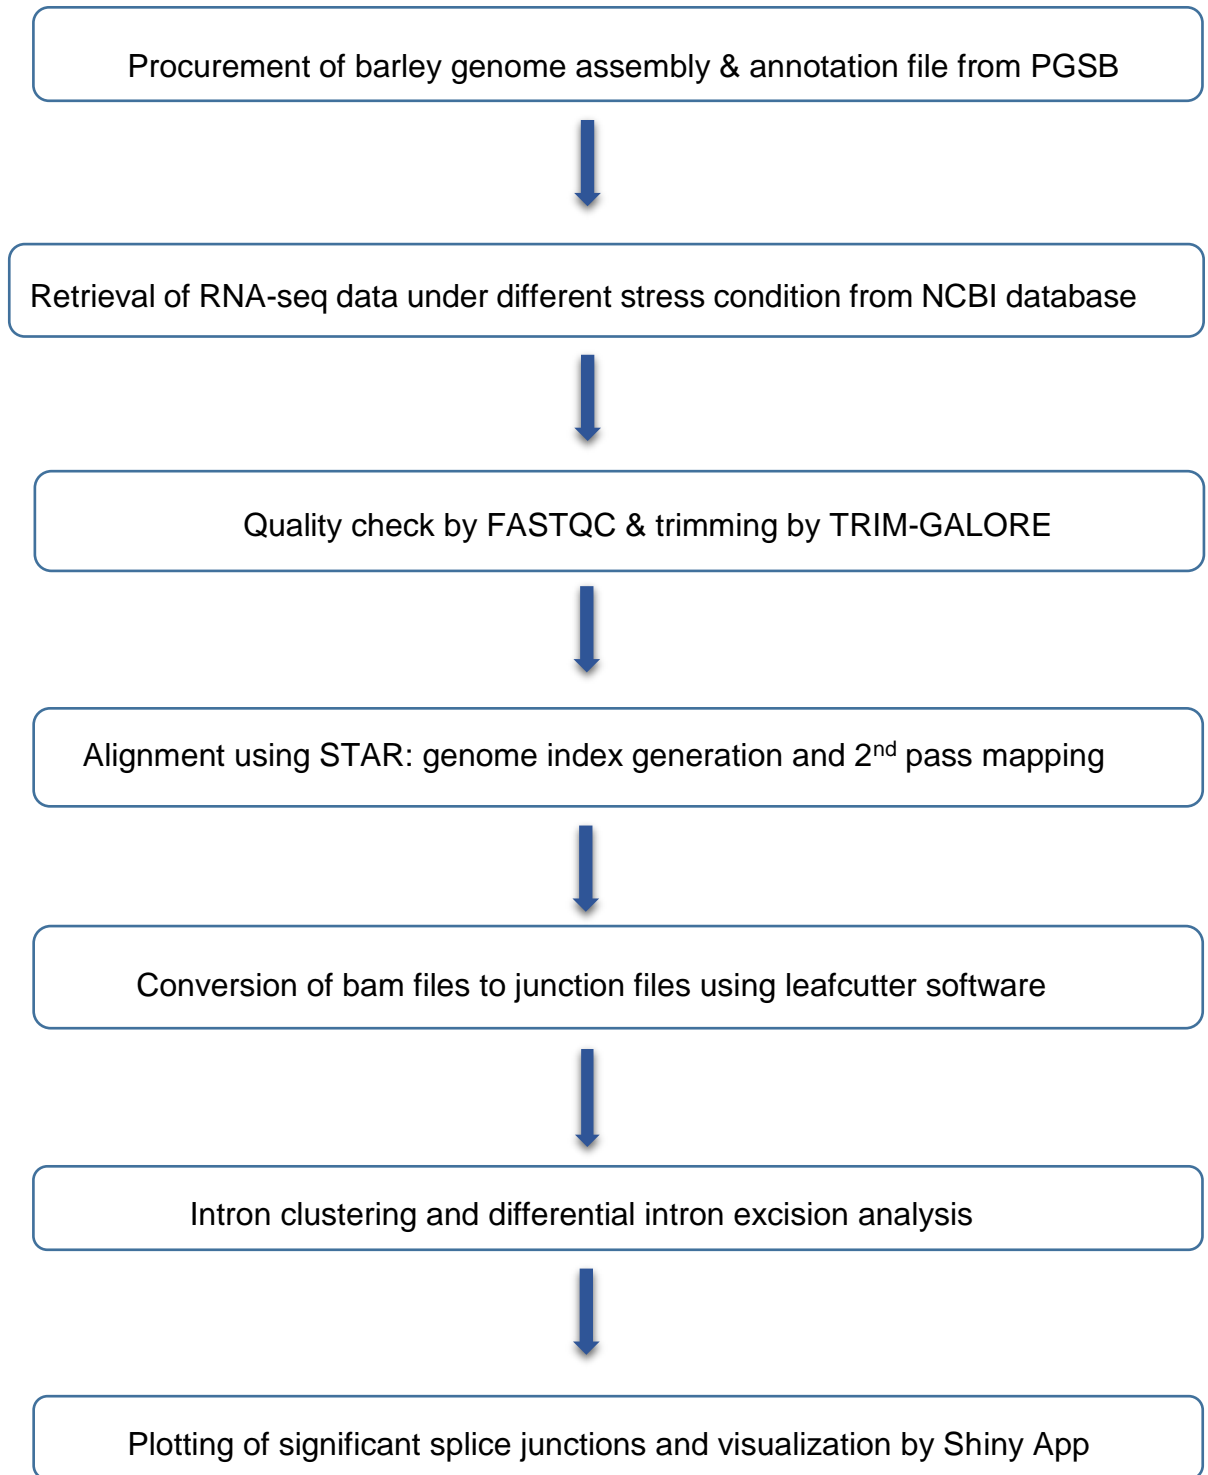 Procurement of barley genome assembly & annotation file from PGSB
Retrieval of RNA-seq data under different stress condition from NCBI database
Quality check by FASTQC & trimming by TRIM-GALORE
Alignment using STAR: genome index generation and 2nd pass mapping
Conversion of bam files to junction files using leafcutter software
Intron clustering and differential intron excision analysis
Plotting of significant splice junctions and visualization by Shiny App